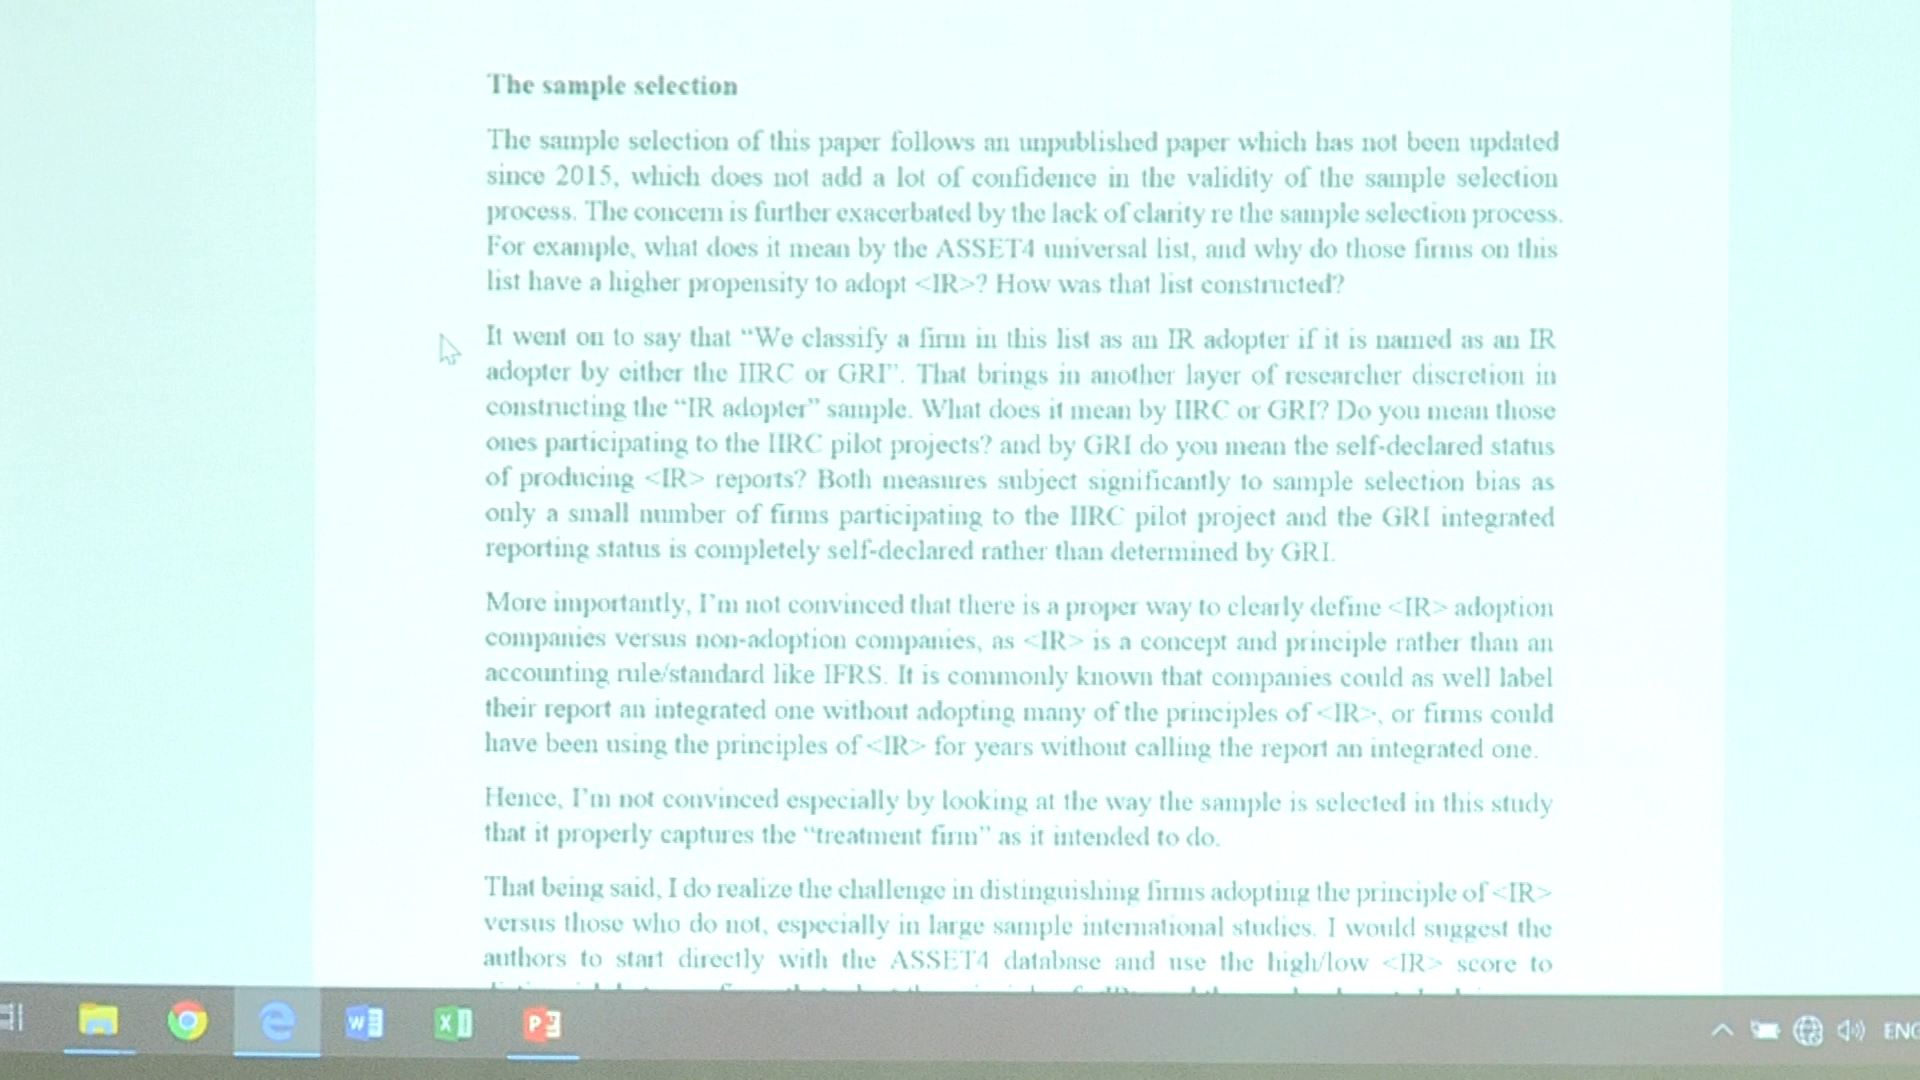 The sample selection
The sample selection of this paper follows an unpublished paper which has not been updated
since 2015, which does not add a lot of confidence in the validity of the sample selection
process. The concern is further exacerbated by the lack of clarity re the sample selection process.
For example, what does it mean by the ASSET4 universal list, and why do those firms on this
list have a higher propensity to adopt <IR>? How was that list constructed?
It went on to say that “We classify a firm in this list as an IR adopter if it is named as an IR
adopter by either the IIRC or GRI”. That brings in another layer of researcher discretion in
constructing the “IR adopter” sample. What does it mean by IIRC or GRI? Do you mean those
ones participating to the IIRC pilot projects? and by GRI do you mean the self-declared status
of producing <IR> reports? Both measures subject significantly to sample selection bias as
only a small number of firms participating to the IIRC pilot project and the GRI integrated
reporting status is completely self-declared rather than determined by GRI.
More importantly, I’m not convinced that there is a proper way to clearly define <IR> adoption
companies versus non-adoption companies, as <IR> is a concept and principle rather than an
accounting rule/standard like IFRS. It is commonly known that companies could as well label
their report an integrated one without adopting many of the principles of <IR>, or firms could
have been using the principles of <IR> for years without calling the report an integrated one.
Hence, I’m not convinced especially by looking at the way the sample is selected in this study
that it properly captures the “treatment firm” as it intended to do.
That being said, I do realize the challenge in distinguishing firms adopting the principle of <IR>
versus those who do not, especially in large sample international studies. I would suggest the
authors to start directly with the ASSET4 database and use the high/low <IR> score to
ENG